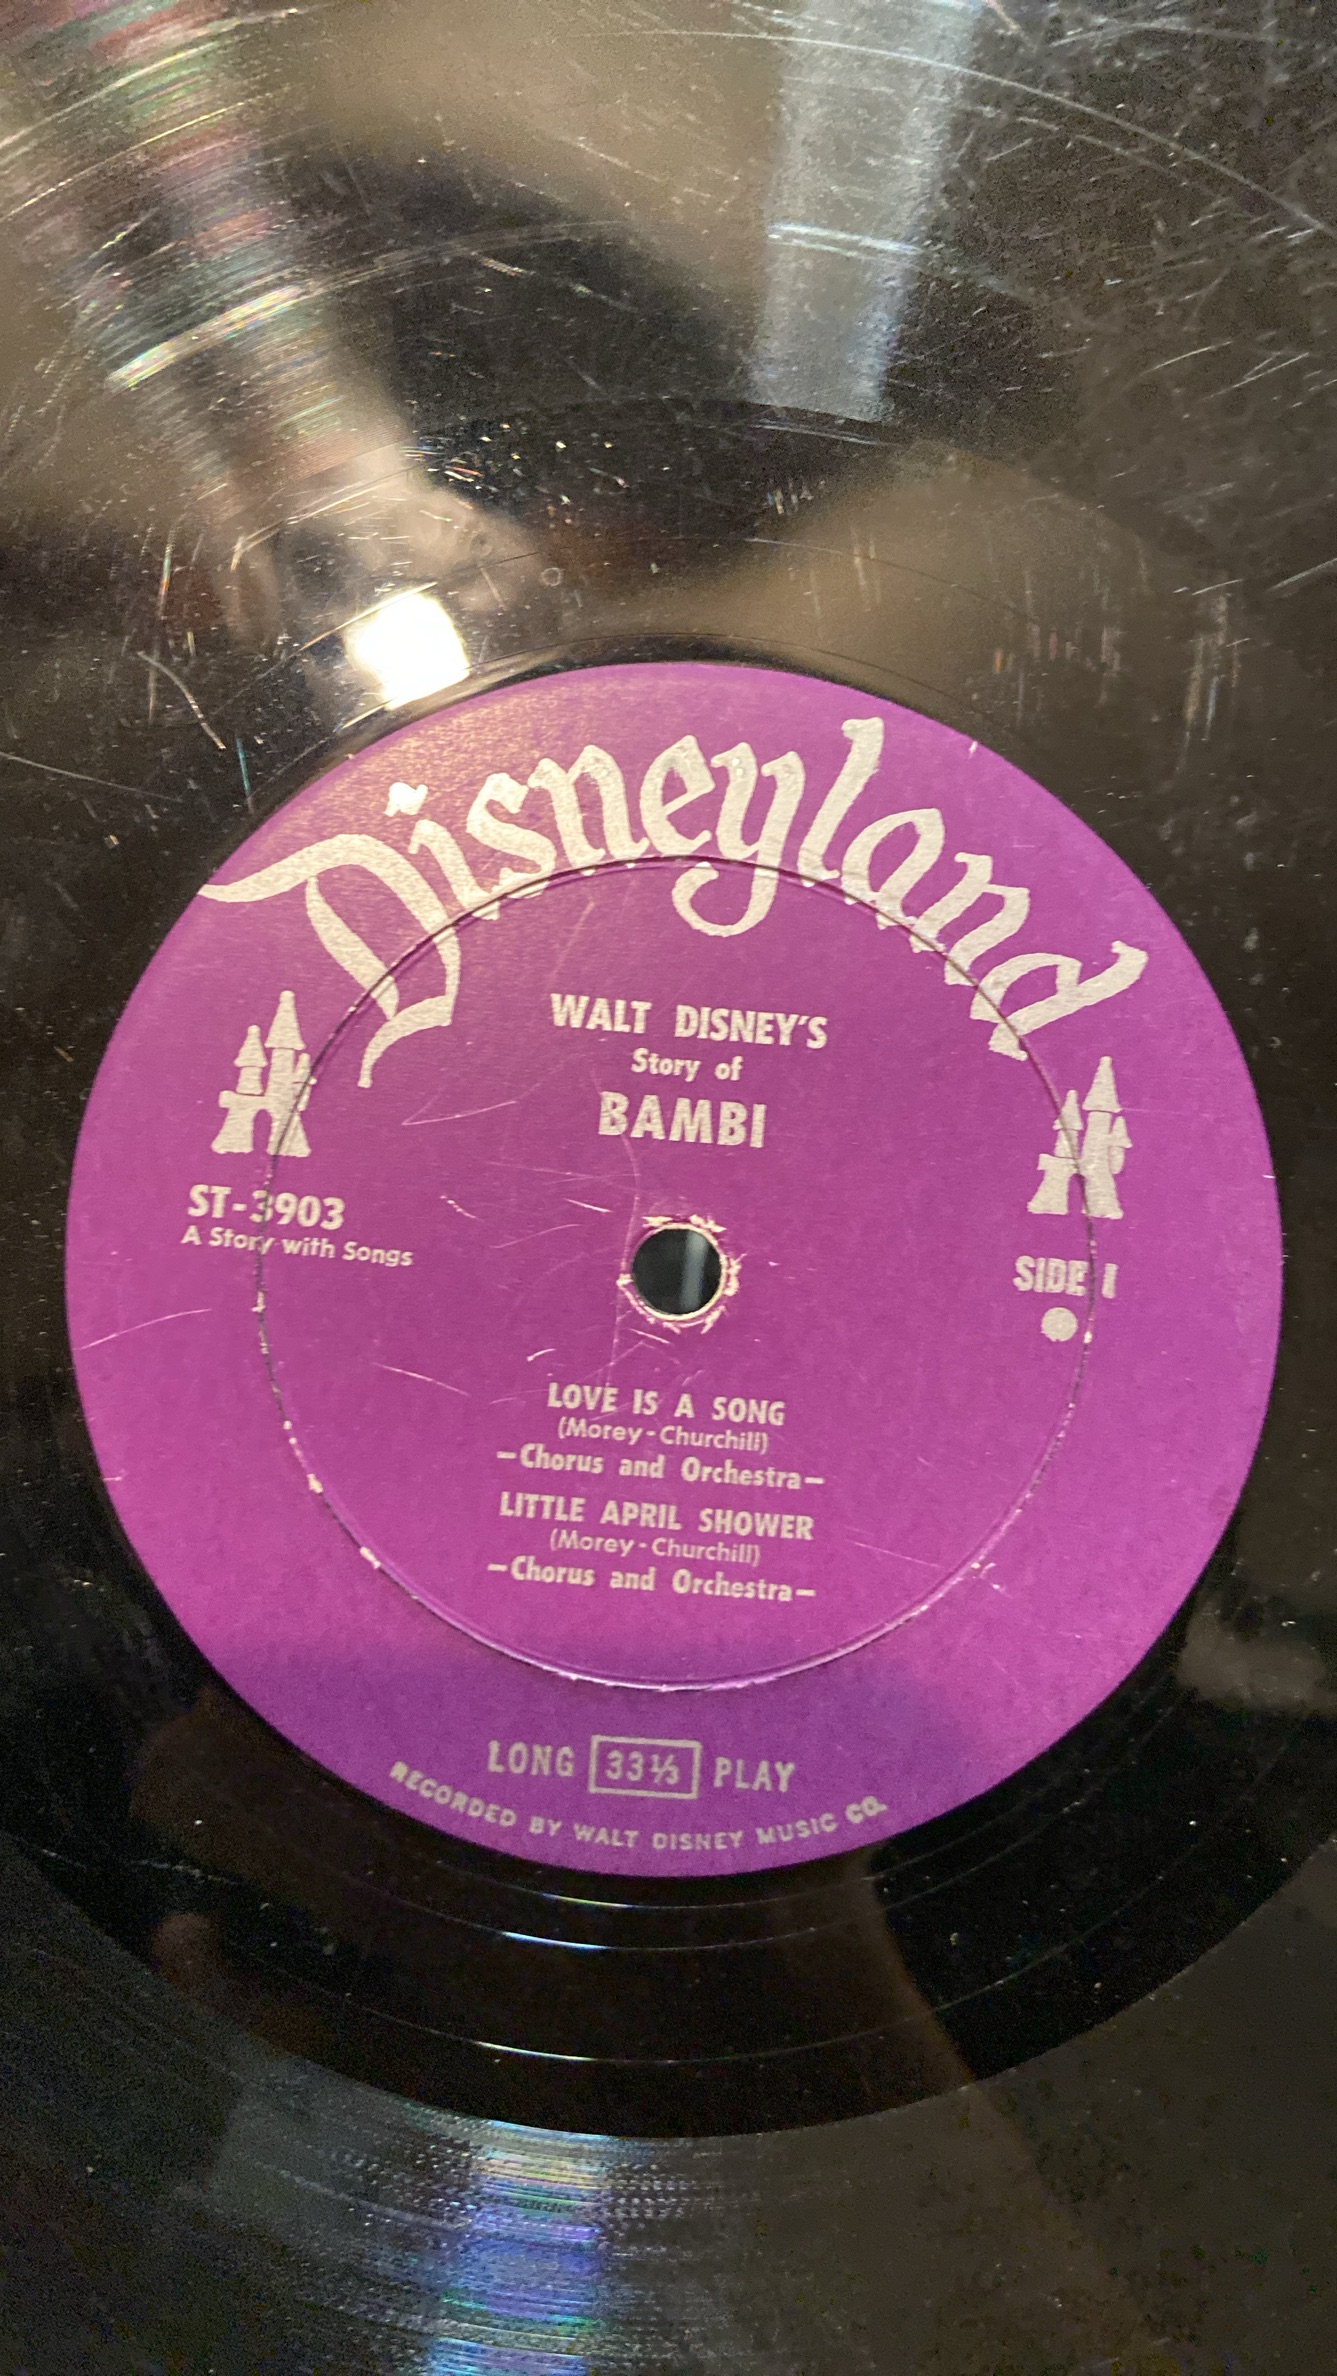 Disneyland
WALT DISNEY'S
Story of
BAMBI
ST-3903
A Story with Songs
SIDE 1
LOVE IS A SONG
(Morey-Churchill)
-Chorus and Orchestra-
LITTLE APRIL SHOWER
(Morey-Churchill)
-Chorus and Orchestra-
LONG 33⅓ PLAY
RECORDED BY WALT DISNEY MUSIC CO.